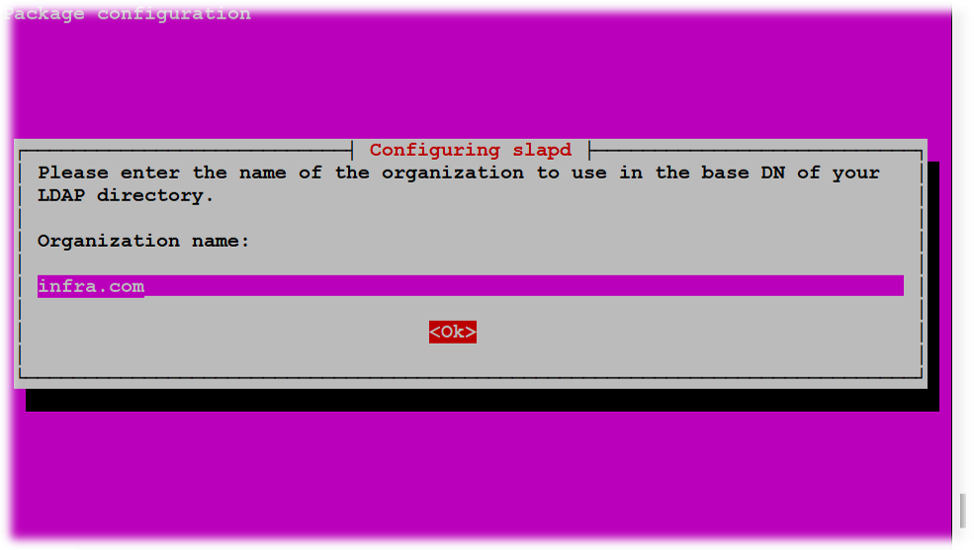 Package configuration
Configuring slapd
Please enter the name of the organization to use in the base DN of your
LDAP directory.
Organization name:
infra.com
<Ok>